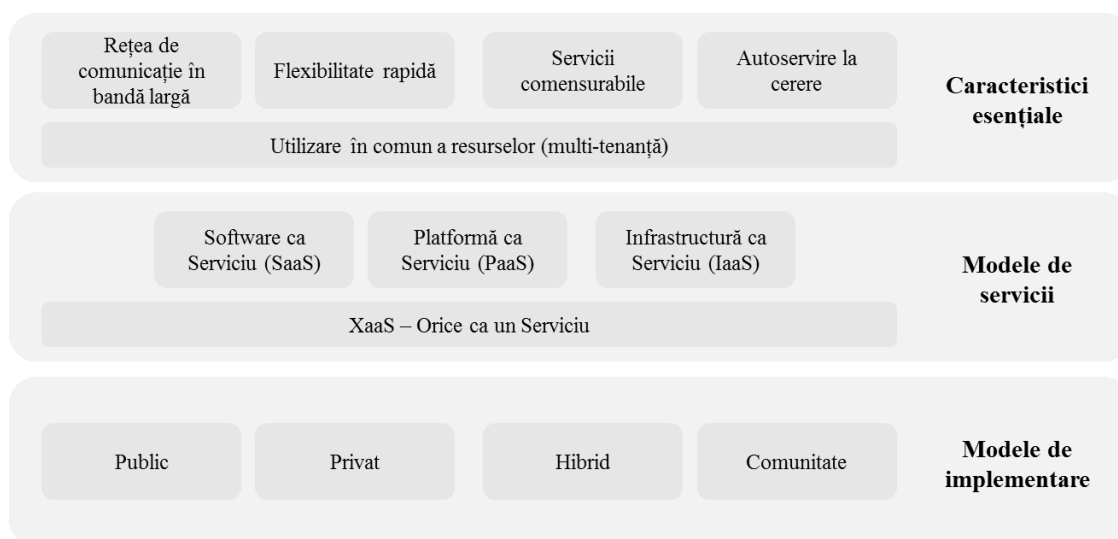 Rețea de
comunicație în
bandă largă
Flexibilitate rapidă
Servicii
comensurabile
Autoservire la
cerere
Utilizare în comun a resurselor (multi-tenanță)
Caracteristici
esențiale
Software ca
Serviciu (SaaS)
Platformă ca
Serviciu (PaaS)
Infrastructură ca
Serviciu (IaaS)
XaaS – Orice ca un Serviciu
Modele de
servicii
Public
Privat
Hibrid
Comunitate
Modele de
implementare